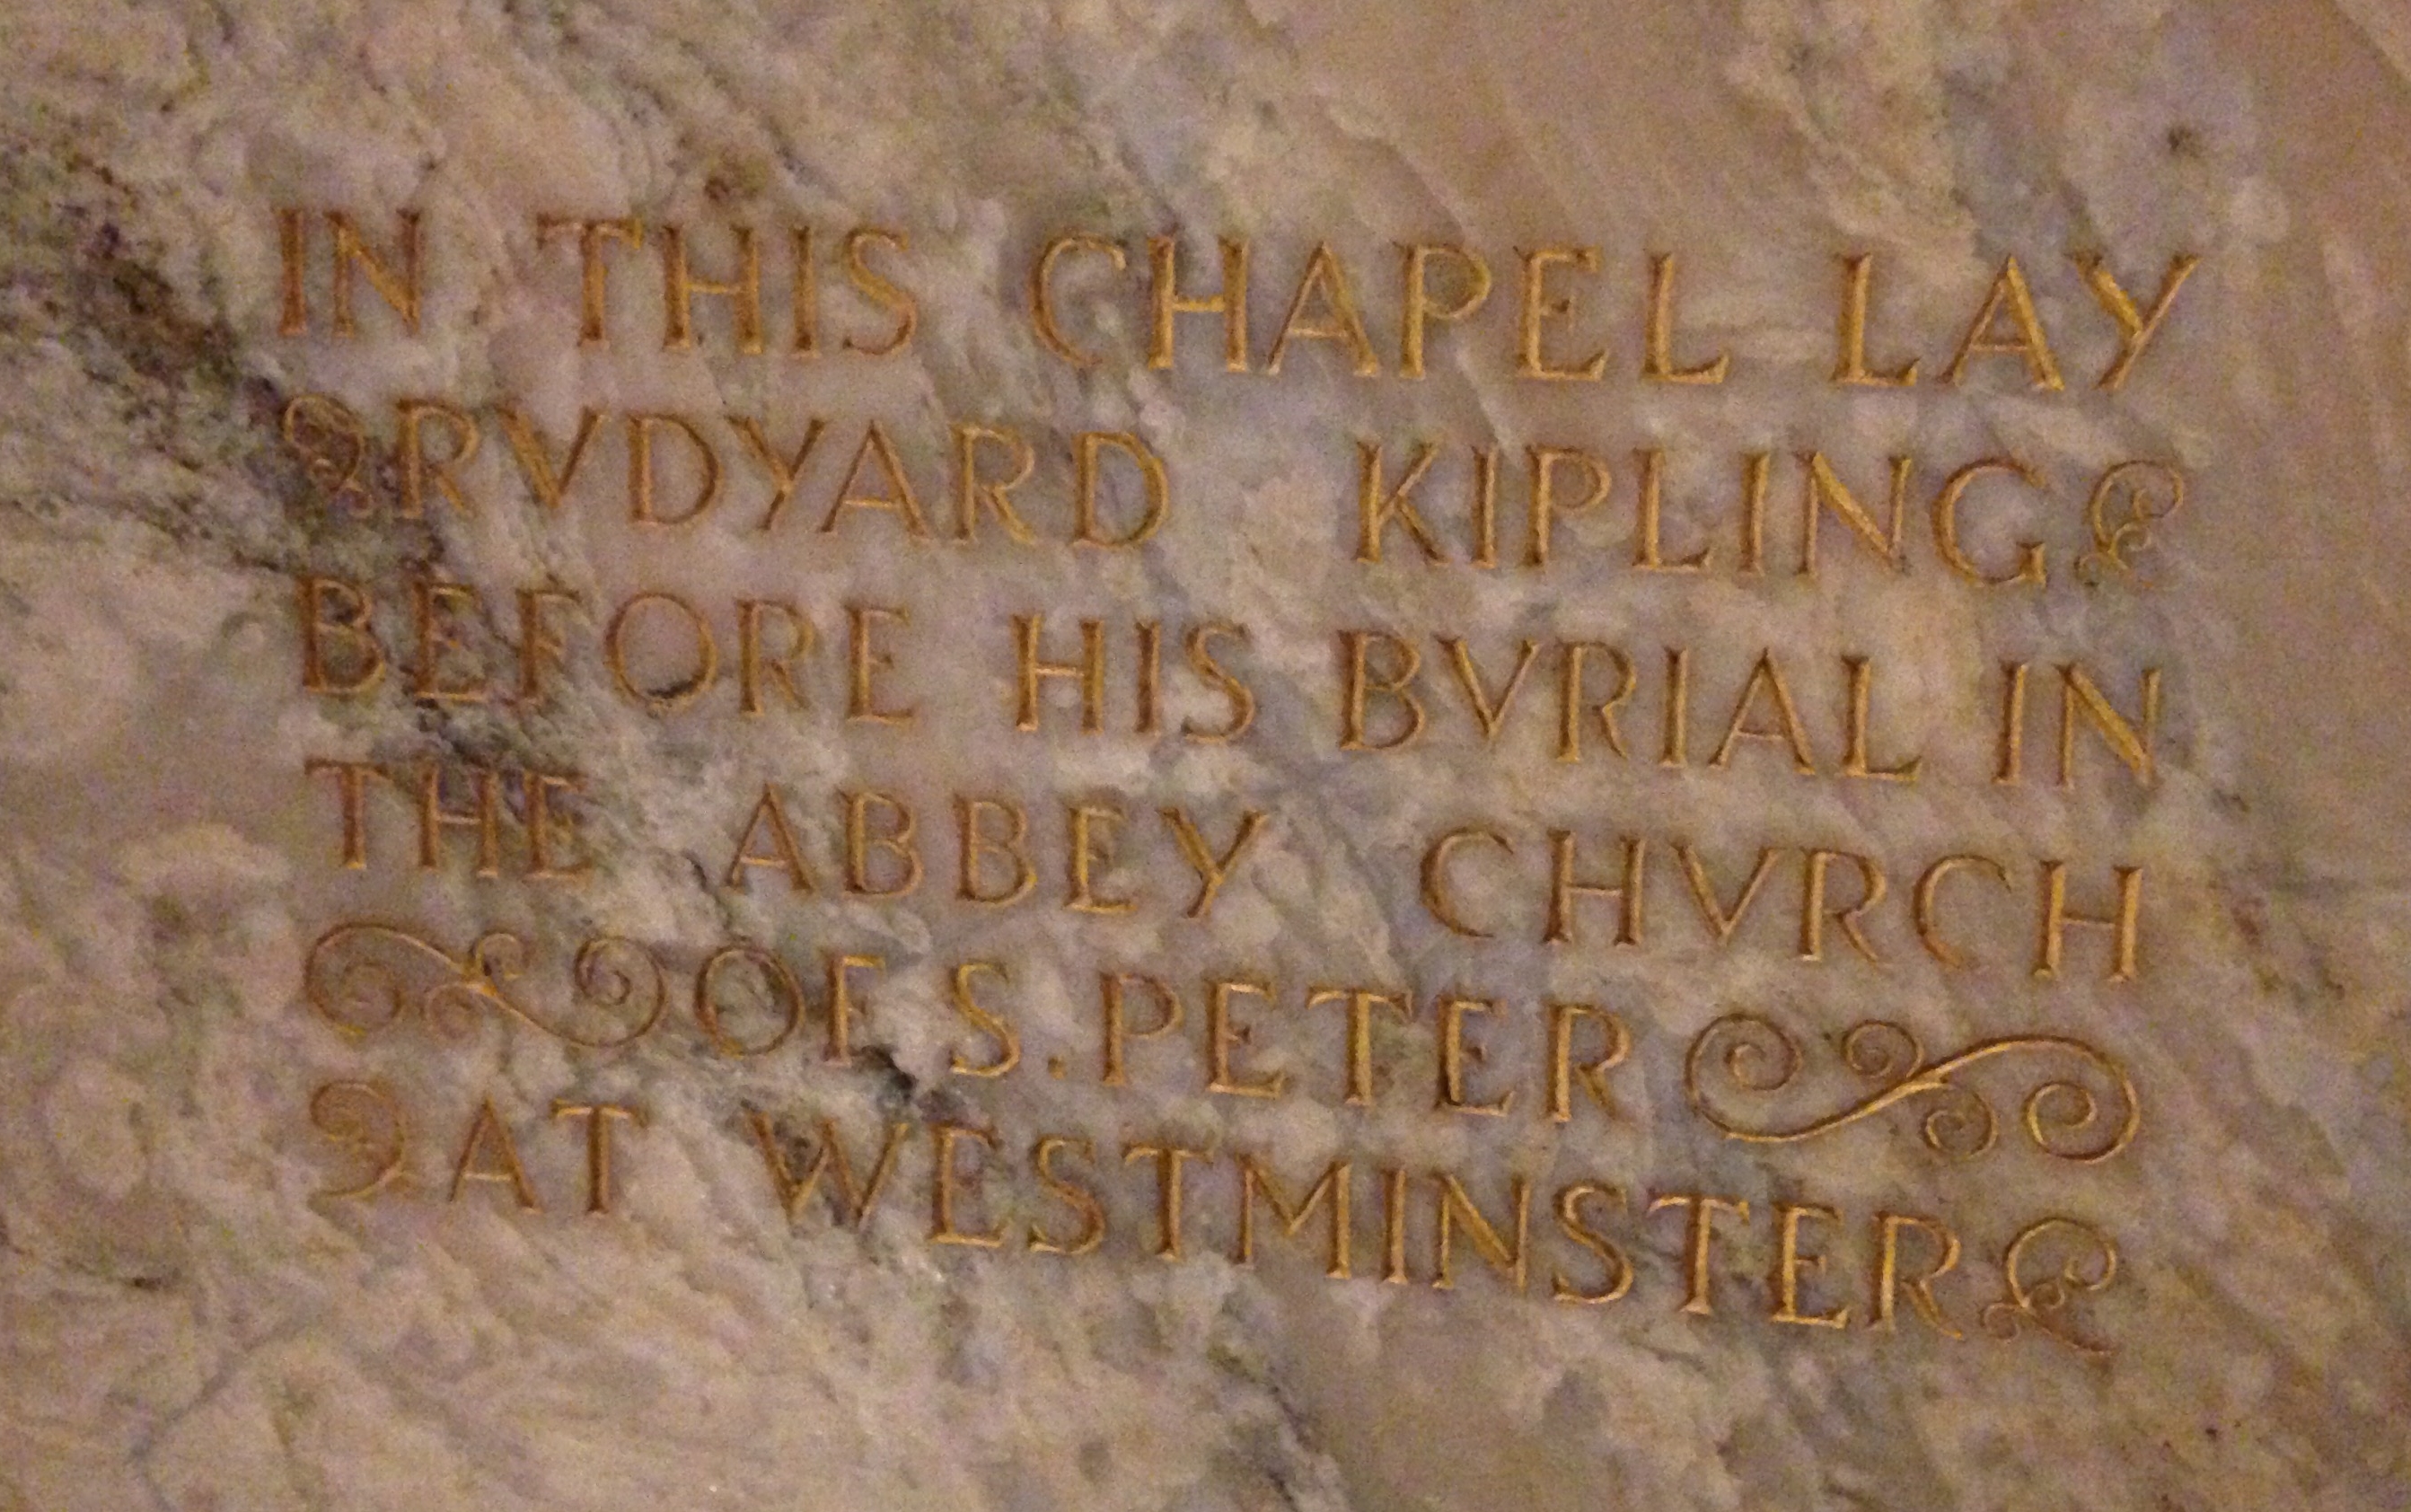 IN THIS CHAPEL LAY
RVDYARD KIPLING
BEFORE HIS BVRIAL IN
THE ABBEY CHVRCH
OF S. PETER
AT WESTMINSTER